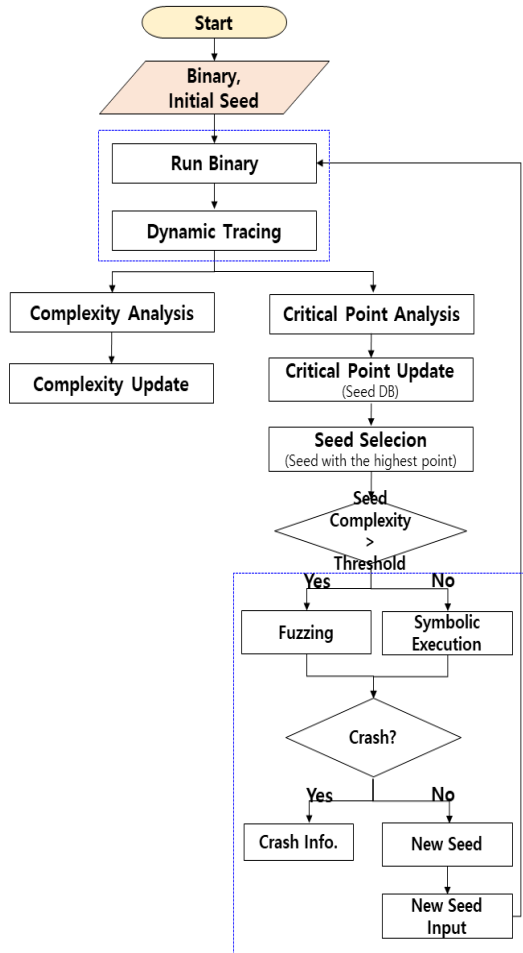 Start
Binary,
Initial Seed
Run Binary
Dynamic Tracing
Complexity Analysis
Critical Point Analysis
Complexity Update
Critical Point Update
(Seed DB)
Seed Selecion
(Seed with the highest point)
Seed
Complexity
>
Threshold
Yes
No
Fuzzing
Symbolic
Execution
Crash?
Yes
No
Crash Info.
New Seed
New Seed
Input